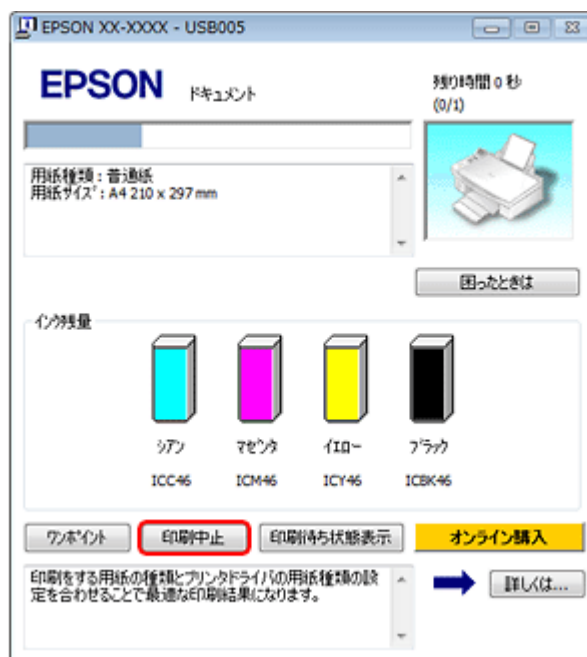 EPSON XX-XXXX - USB005
EPSON ドキュメント
残り時間 0 秒
(0/1)
用紙種類 : 普通紙
用紙サイズ : A4 210 x 297 mm
困ったときは
インク残量
シアン マゼンタ イエロー ブラック
ICC46 ICM46 ICY46 ICBK46
ワンポイント 印刷中止 印刷待ち状態表示 オンライン購入
印刷をする用紙の種類とプリンタドライバの用紙種類の設
定を合わせることで最適な印刷結果になります。
詳しくは...